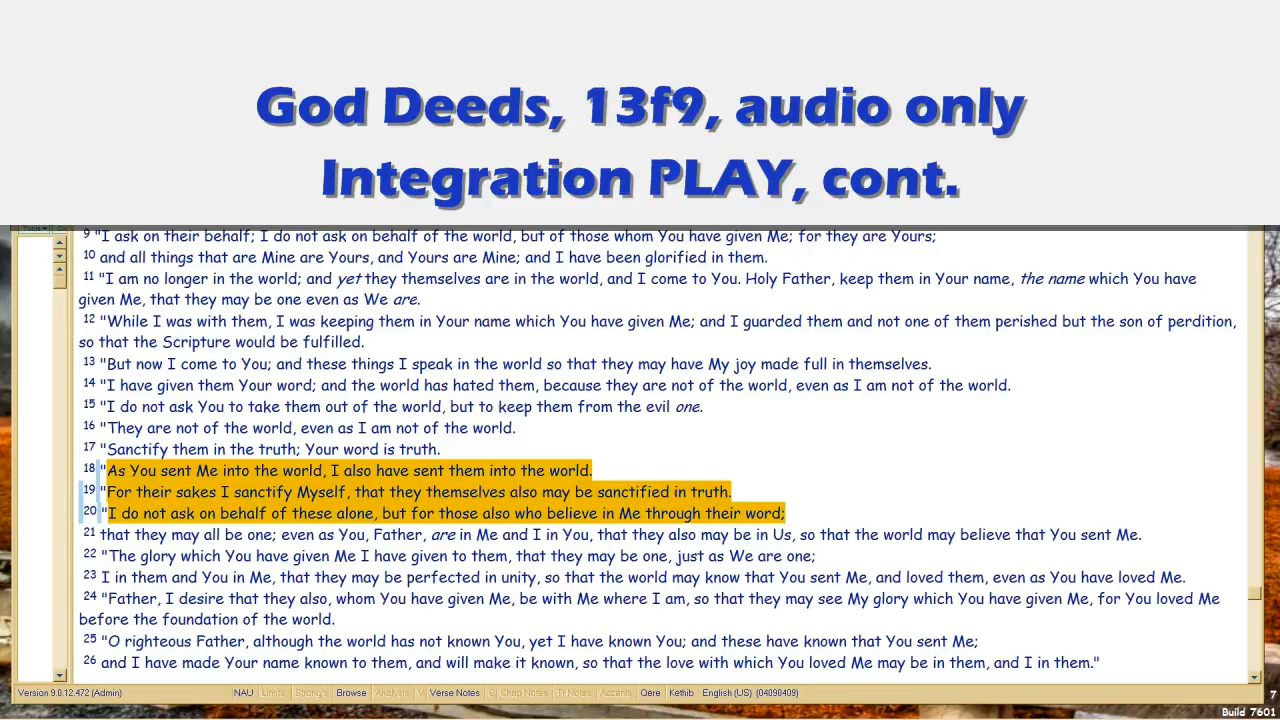 God Deeds, 13f9, audio only
Integration PLAY, cont.
9 "I ask on their behalf; I do not ask on behalf of the world, but of those whom You have given Me; for they are Yours;
10 and all things that are Mine are Yours, and Yours are Mine; and I have been glorified in them.
11 "I am no longer in the world; and yet they themselves are in the world, and I come to You. Holy Father, keep them in Your name, the name which You have
given Me, that they may be one even as We are.
12 "While I was with them, I was keeping them in Your name which You have given Me; and I guarded them and not one of them perished but the son of perdition,
so that the Scripture would be fulfilled.
13 "But now I come to You; and these things I speak in the world so that they may have My joy made full in themselves.
14 "I have given them Your word; and the world has hated them, because they are not of the world, even as I am not of the world.
15 "I do not ask You to take them out of the world, but to keep them from the evil one.
16 "They are not of the world, even as I am not of the world.
17 "Sanctify them in the truth; Your word is truth.
18 "As You sent Me into the world, I also have sent them into the world.
19 "For their sakes I sanctify Myself, that they themselves also may be sanctified in truth.
20 "I do not ask on behalf of these alone, but for those also who believe in Me through their word;
21 that they may all be one; even as You, Father, are in Me and I in You, that they also may be in Us, so that the world may believe that You sent Me.
22 "The glory which You have given Me I have given to them, that they may be one, just as We are one;
23 I in them and You in Me, that they may be perfected in unity, so that the world may know that You sent Me, and loved them, even as You have loved Me.
24 "Father, I desire that they also, whom You have given Me, be with Me where I am, so that they may see My glory which You have given Me, for You loved Me
before the foundation of the world.
25 "O righteous Father, although the world has not known You, yet I have known You; and these have known that You sent Me;
26 and I have made Your name known to them, and will make it known, so that the love with which You loved Me may be in them, and I in them."
Version 9.0.12.472 (Admin) NAU Limits Strong's Browse Analysis V Verse Notes C Chap Notes Tr Notes Accents Qere Kethib English (US) (04090409)
7
Build 7601